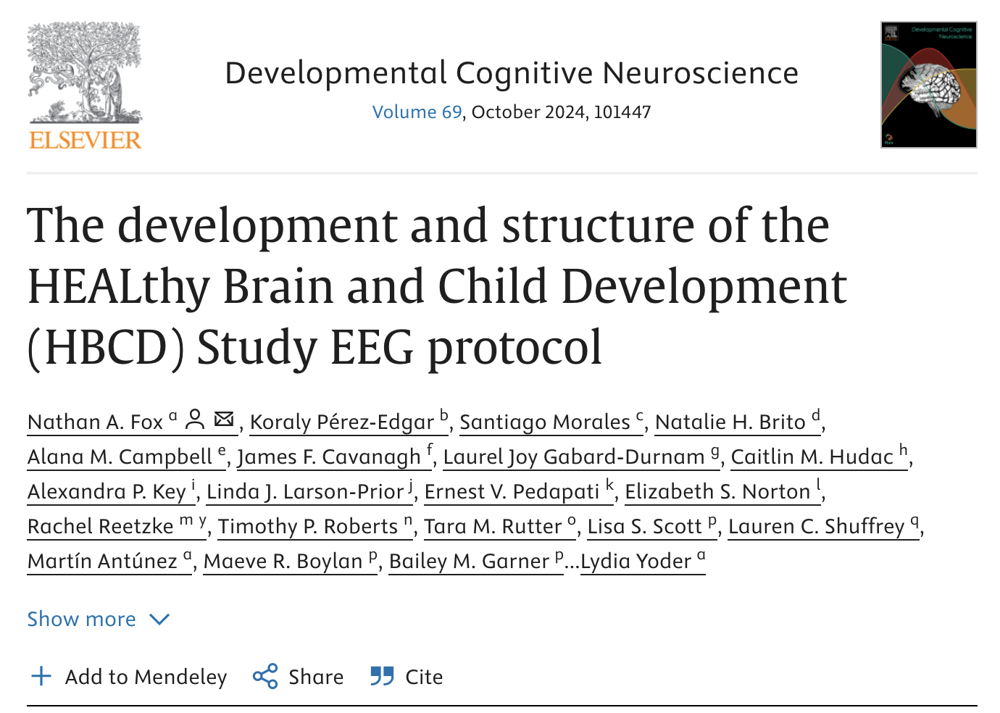 NON SOLUS
ELSEVIER
Developmental Cognitive Neuroscience
Volume 69, October 2024, 101447
Developmental Cognitive
Neuroscience
The development and structure of the
HEALthy Brain and Child Development
(HBCD) Study EEG protocol
Nathan A. Fox a, Koraly Pérez-Edgar b, Santiago Morales c, Natalie H. Brito d,
Alana M. Campbell e, James F. Cavanagh f, Laurel Joy Gabard-Durnam g, Caitlin M. Hudac h,
Alexandra P. Key i, Linda J. Larson-Prior j, Ernest V. Pedapati k, Elizabeth S. Norton l,
Rachel Reetzke m y, Timothy P. Roberts n, Tara M. Rutter o, Lisa S. Scott p, Lauren C. Shuffrey q,
Martín Antúnez a, Maeve R. Boylan p, Bailey M. Garner p...Lydia Yoder a
Show more
Add to Mendeley Share Cite